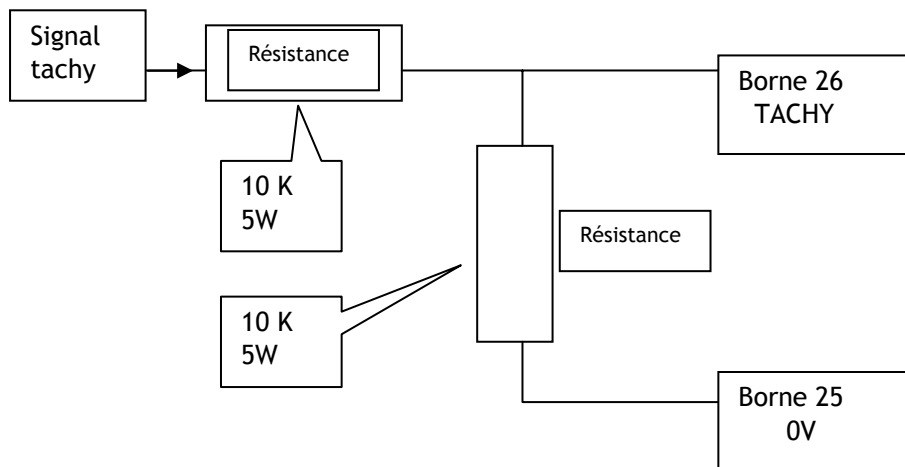 Signal
tachy
Résistance
Borne 26
TACHY
10 K
5W
Résistance
10 K
5W
Borne 25
0V